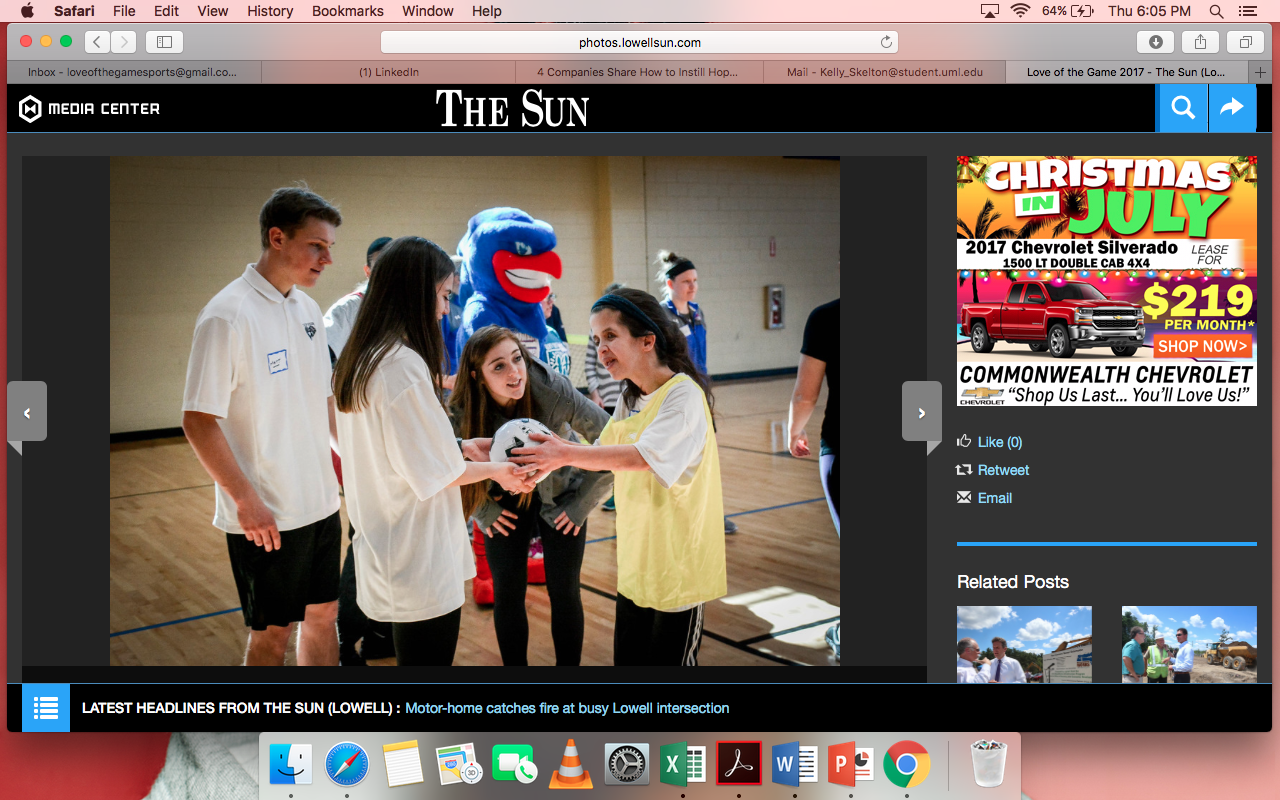 Safari File Edit View History Bookmarks Window Help 64% Thu 6:05 PM
photos.lowellsun.com
Inbox - loveofthegamesports@gmail.co... (1) LinkedIn 4 Companies Share How to Instill Hop... Mail - Kelly_Skelton@student.uml.edu Love of the Game 2017 - The Sun (Lo...
MEDIA CENTER THE SUN
CHRISTMAS
IN JULY
2017 Chevrolet Silverado
1500 LT DOUBLE CAB 4X4
LEASE
FOR
$219
PER MONTH*
SHOP NOW>
COMMONWEALTH CHEVROLET
CHEVROLET "Shop Us Last... You'll Love Us!"
Like (0)
Retweet
Email
Related Posts
LATEST HEADLINES FROM THE SUN (LOWELL) : Motor-home catches fire at busy Lowell intersection